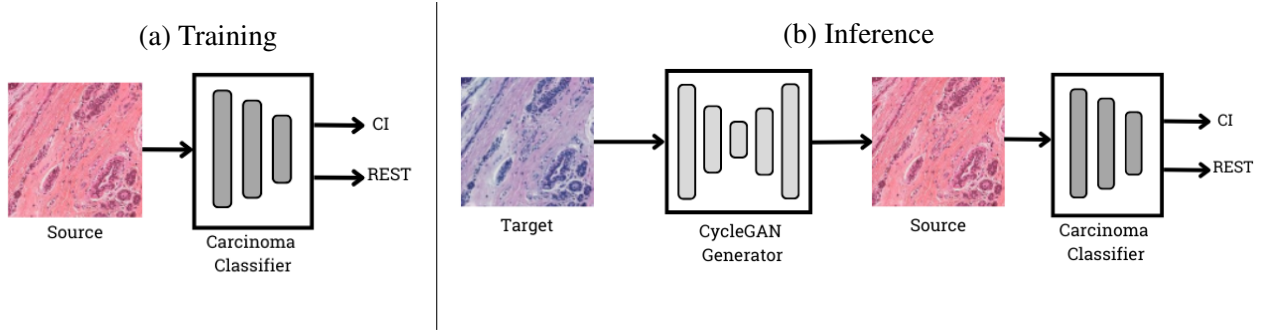 (a) Training
CI
REST
Source
Carcinoma
Classifier
(b) Inference
CI
REST
Target
CycleGAN
Generator
Source
Carcinoma
Classifier